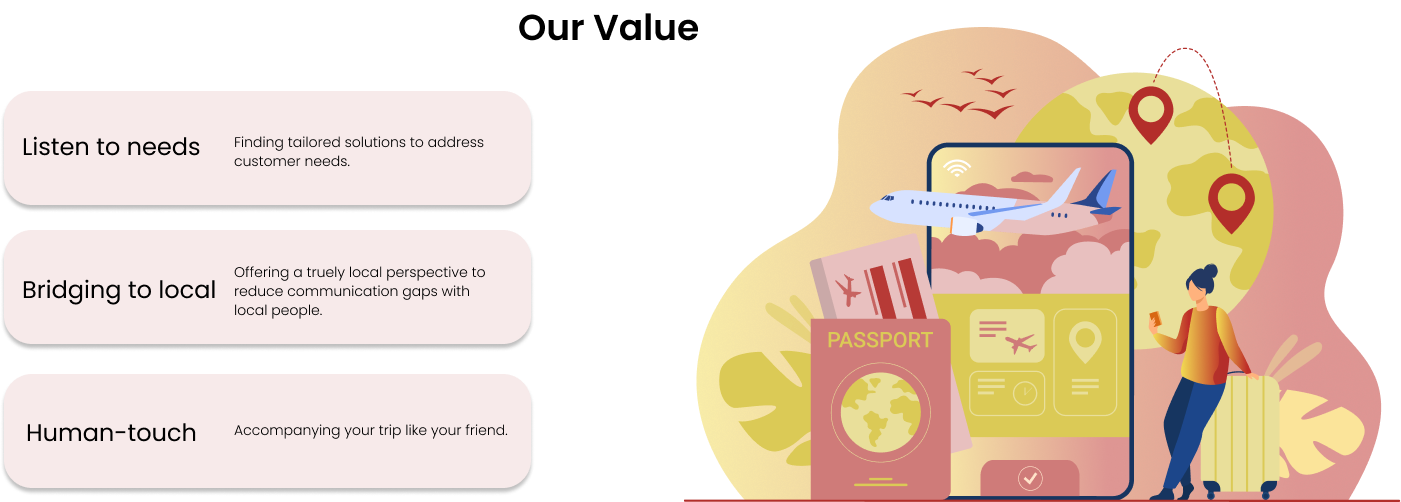 Our Value
Listen to needs
Finding tailored solutions to address
customer needs.
Bridging to local
Offering a truely local perspective to
reduce communication gaps with
local people.
Human-touch
Accompanying your trip like your friend.
PASSPORT